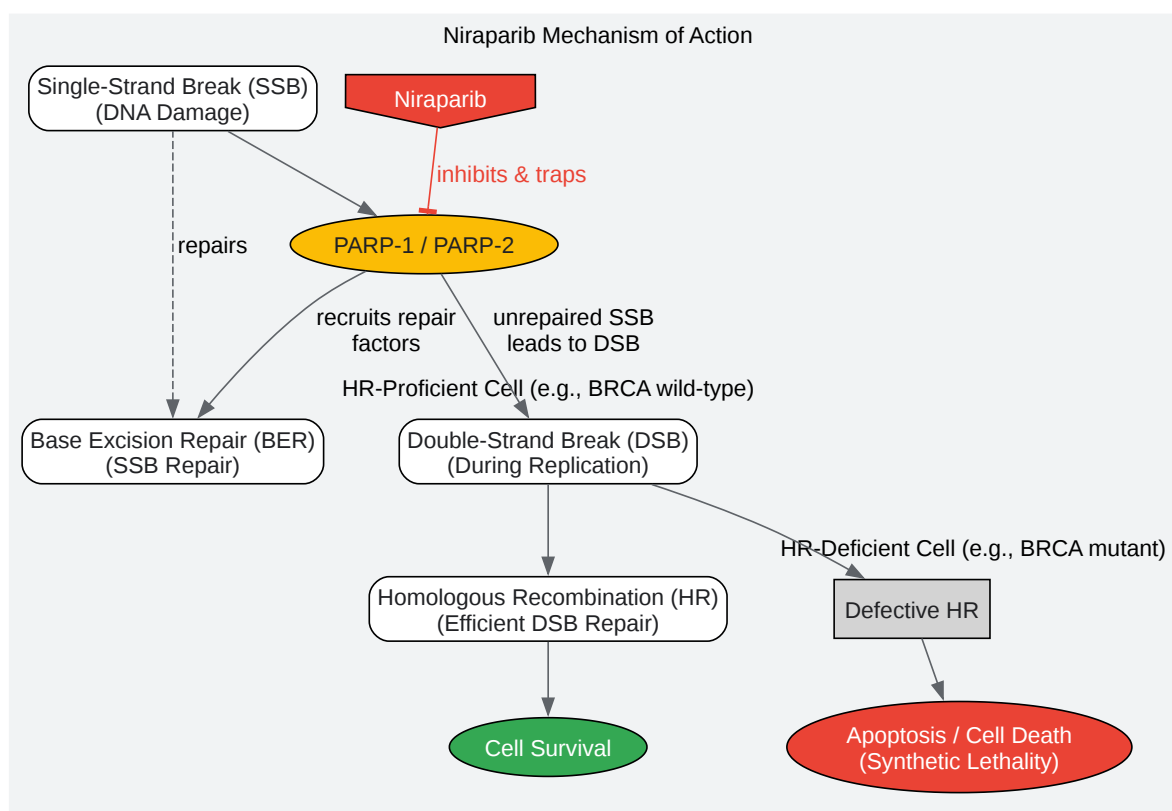 Niraparib Mechanism of Action
Single-Strand Break (SSB)
(DNA Damage)
Niraparib
inhibits & traps
repairs
PARP-1 / PARP-2
recruits repair
factors
unrepaired SSB
leads to DSB
HR-Proficient Cell (e.g., BRCA wild-type)
Base Excision Repair (BER)
(SSB Repair)
Double-Strand Break (DSB)
(During Replication)
HR-Deficient Cell (e.g., BRCA mutant)
Homologous Recombination (HR)
(Efficient DSB Repair)
Defective HR
Cell Survival
Apoptosis / Cell Death
(Synthetic Lethality)